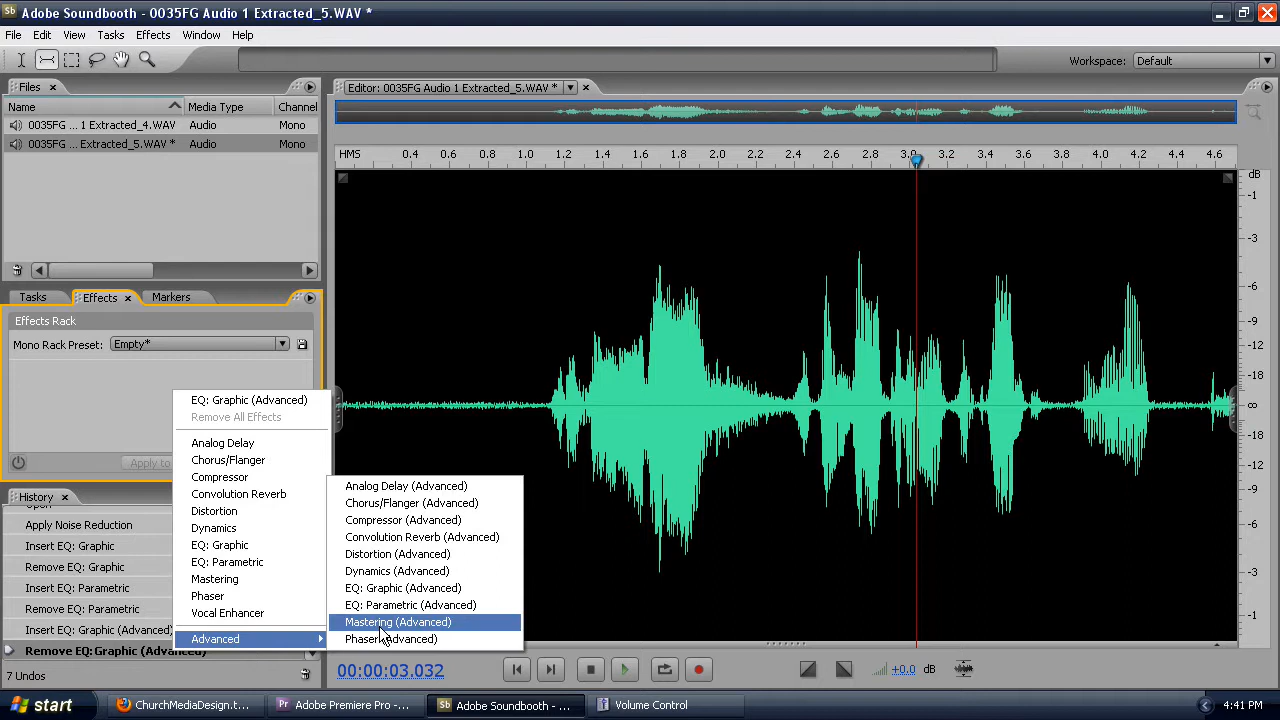 Adobe Soundbooth - 0035FG Audio 1 Extracted_5.WAV *
File Edit View Tasks Effects Window Help
Workspace: Default
Files
Name Media Type Channel
0035FG ... 1 Extracted_4.WAV Audio Mono
0035FG ... Extracted_5.WAV * Audio Mono
Editor: 0035FG Audio 1 Extracted_5.WAV *
HMS 0.4 0.6 0.8 1.0 1.2 1.4 1.6 1.8 2.0 2.2 2.4 2.6 2.8 3.0 3.2 3.4 3.6 3.8 4.0 4.2 4.4 4.6
dB
-1
-3
-6
-9
-18
∞
-18
-12
-9
-6
-3
-1
Tasks Effects Markers
Effects Rack
Mono Rack Preset: Empty*
Apply to
EQ: Graphic (Advanced)
Remove All Effects
Analog Delay
Chorus/Flanger
Compressor
Convolution Reverb
Distortion
Dynamics
EQ: Graphic
EQ: Parametric
Mastering
Phaser
Vocal Enhancer
Advanced
Analog Delay (Advanced)
Chorus/Flanger (Advanced)
Compressor (Advanced)
Convolution Reverb (Advanced)
Distortion (Advanced)
Dynamics (Advanced)
EQ: Graphic (Advanced)
EQ: Parametric (Advanced)
Mastering (Advanced)
Phaser (Advanced)
History
Open
Apply Noise Reduction
Insert EQ: Graphic
Remove EQ: Graphic
Insert EQ: Parametric
Remove EQ: Parametric
Insert EQ: Graphic (Advanced)
Remove EQ: Graphic (Advanced)
7 Undos
00:00:03.032
+0.0 dB
start
ChurchMediaDesign.t...
Adobe Premiere Pro - ...
Adobe Soundbooth - ...
Volume Control
4:41 PM